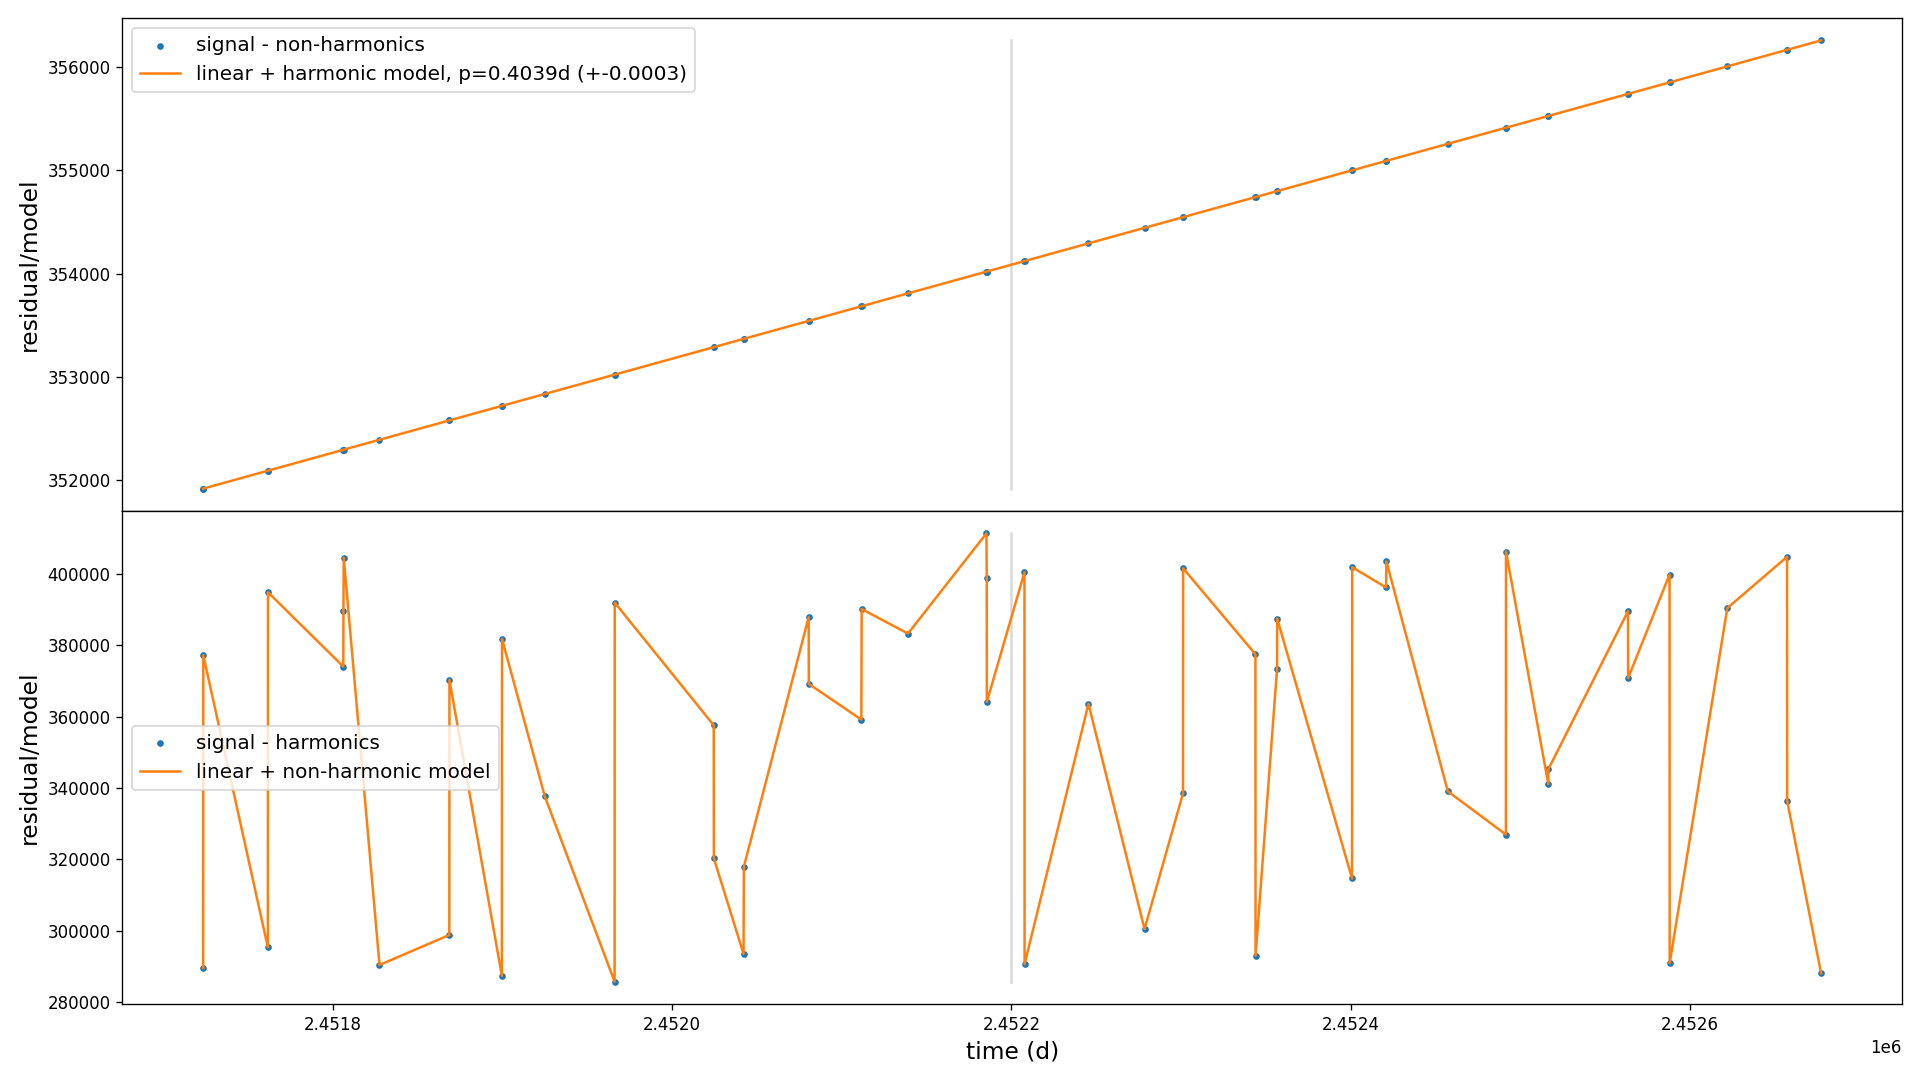 signal - non-harmonics
linear + harmonic model, p=0.4039d (+-0.0003)
356000
355000
354000
353000
352000
residual/model
400000
380000
360000
340000
320000
300000
280000
residual/model
signal - harmonics
linear + non-harmonic model
2.4518
2.4520
2.4522
2.4524
2.4526
time (d)
1e6